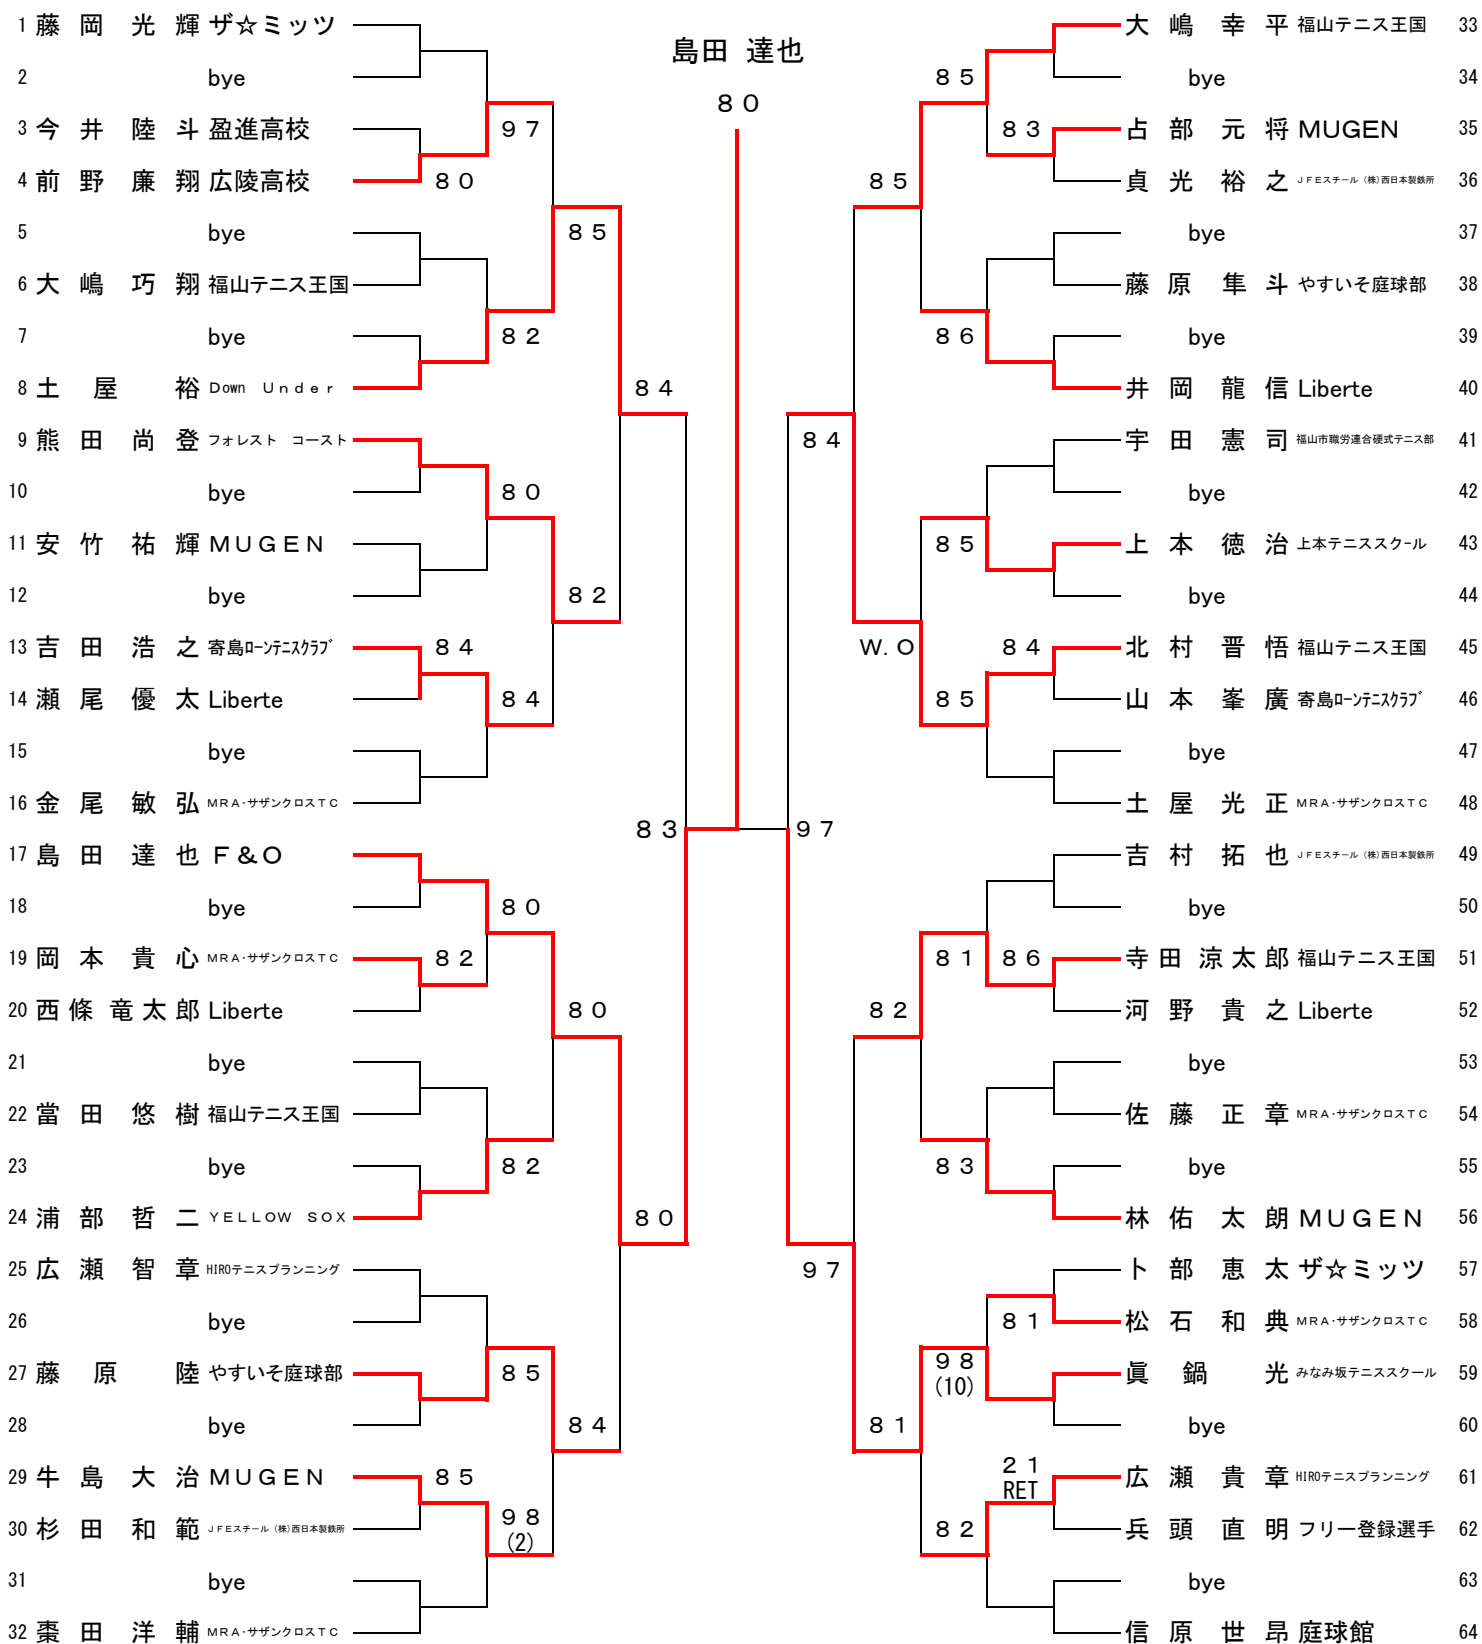 島田 達也
８０
1 藤岡 光輝 ザ☆ミッツ
2 bye
3 今井 陸斗 盈進高校
4 前野 廉翔 広陵高校
5 bye
6 大嶋 巧翔 福山テニス王国
7 bye
8 土屋 裕 Down Ｕｎｄｅｒ
9 熊田 尚登 フォレスト コースト
10 bye
11 安竹 祐輝 ＭＵＧＥＮ
12 bye
13 吉田 浩之 寄島ﾛｰﾝﾃﾆｽｸﾗﾌﾞ
14 瀬尾 優太 Liberte
15 bye
16 金尾 敏弘 ＭＲＡ･サザンクロスＴＣ
17 島田 達也 Ｆ＆Ｏ
18 bye
19 岡本 貴心 ＭＲＡ･サザンクロスＴＣ
20 西條 竜太郎 Liberte
21 bye
22 當田 悠樹 福山テニス王国
23 bye
24 浦部 哲二 ＹＥＬＬＯＷ ＳＯＸ
25 広瀬 智章 HIROテニスプランニング
26 bye
27 藤原 陸 やすいそ庭球部
28 bye
29 牛島 大治 ＭＵＧＥＮ
30 杉田 和範 ＪＦＥスチール（株）西日本製鉄所
31 bye
32 棗田 洋輔 ＭＲＡ･サザンクロスＴＣ
８０
８４
８２
８５
９７
８２
８０
８４
８０
８２
８５
９８
(2)
８５
８２
８０
８４
８４
８０
８３
９７
８４
９７
８５
W.O
８２
８１
８５
８６
８５
８５
８１
８３
９８
(10)
８２
８３
８４
８６
８１
２１
RET
大嶋 幸平 福山テニス王国 33
bye 34
占部 元将 MUGEN 35
貞光 裕之 ＪＦＥスチール（株）西日本製鉄所 36
bye 37
藤原 隼斗 やすいそ庭球部 38
bye 39
井岡 龍信 Liberte 40
宇田 憲司 福山市職労連合硬式テニス部 41
bye 42
上本 徳治 上本テニススクール 43
bye 44
北村 晋悟 福山テニス王国 45
山本 峯廣 寄島ﾛｰﾝﾃﾆｽｸﾗﾌﾞ 46
bye 47
土屋 光正 ＭＲＡ･サザンクロスＴＣ 48
吉村 拓也 ＪＦＥスチール（株）西日本製鉄所 49
bye 50
寺田 涼太郎 福山テニス王国 51
河野 貴之 Liberte 52
bye 53
佐藤 正章 ＭＲＡ･サザンクロスＴＣ 54
bye 55
林 佑太朗 ＭＵＧＥＮ 56
卜部 恵太 ザ☆ミッツ 57
松石 和典 ＭＲＡ･サザンクロスＴＣ 58
眞鍋 光 みなみ坂テニススクール 59
bye 60
広瀬 貴章 HIROテニスプランニング 61
兵頭 直明 フリー登録選手 62
bye 63
信原 世昂 庭球館 64